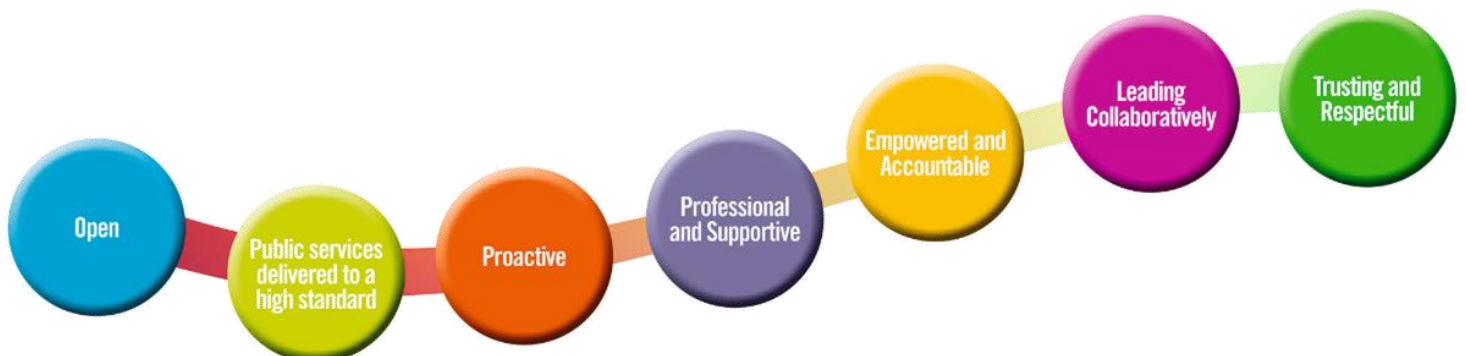 Open
Public services
delivered to a
high standard
Proactive
Professional
and Supportive
Empowered and
Accountable
Leading
Collaboratively
Trusting and
Respectful